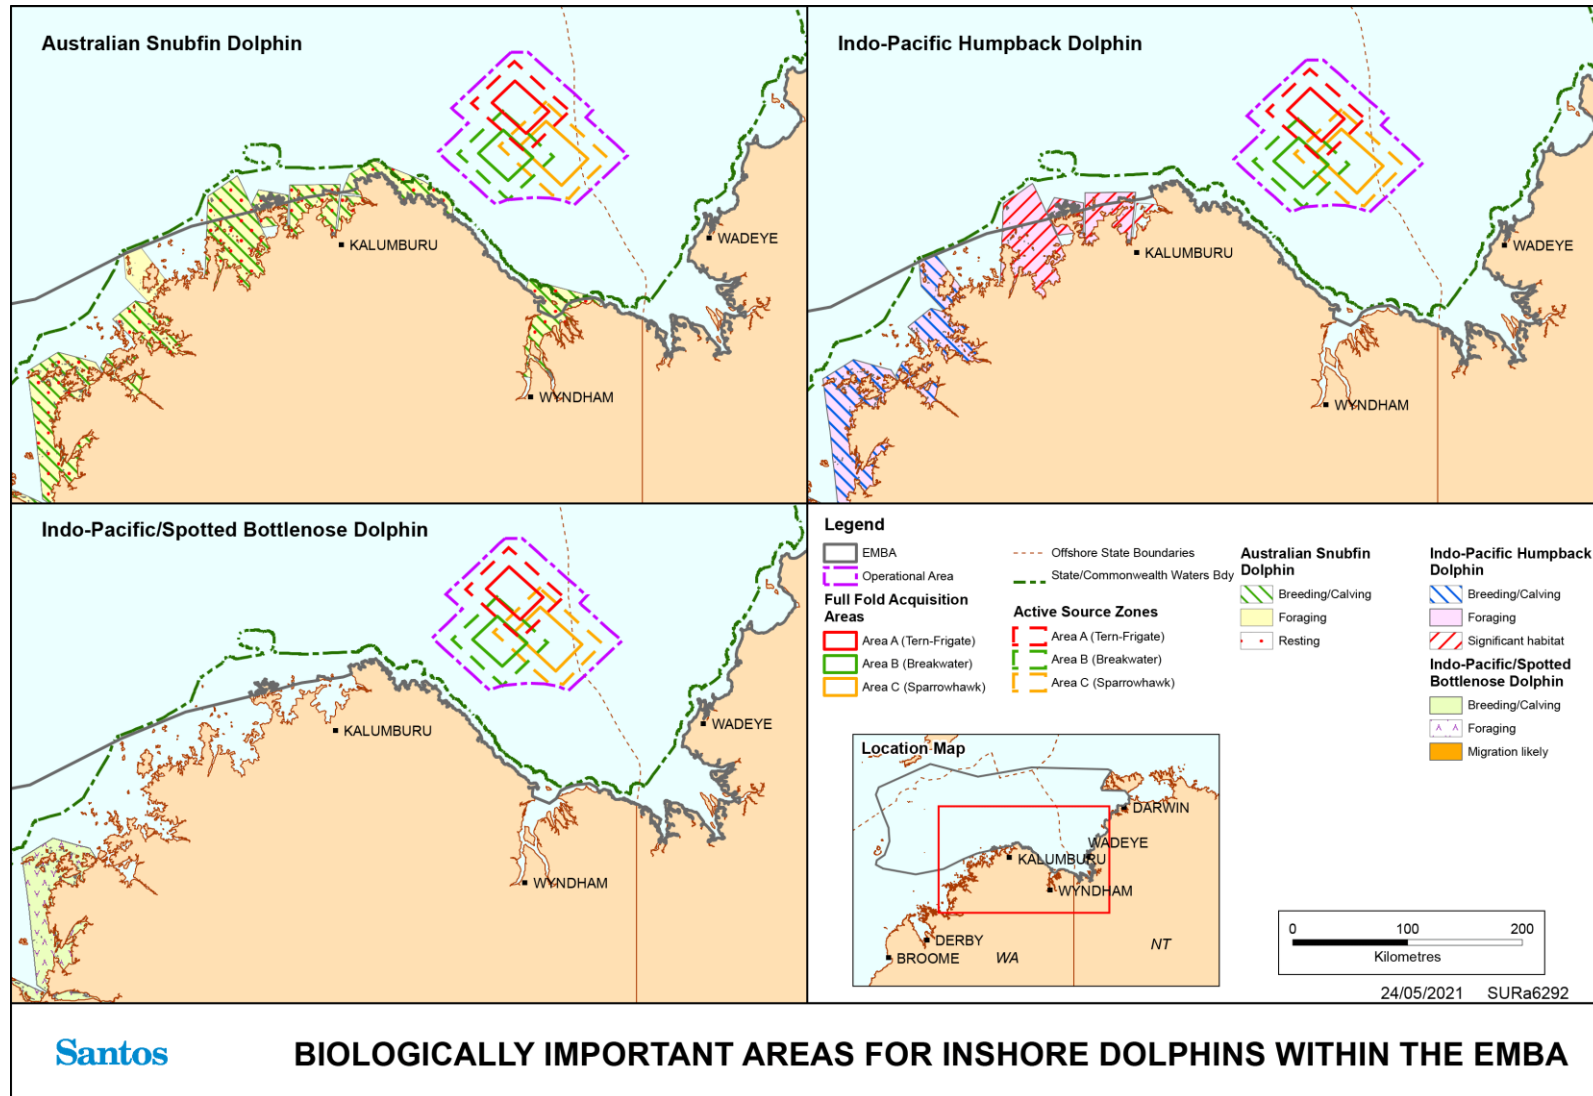 Australian Snubfin Dolphin
KALUMBURU
WADEYE
WYNDHAM
Indo-Pacific Humpback Dolphin
KALUMBURU
WADEYE
WYNDHAM
Indo-Pacific/Spotted Bottlenose Dolphin
KALUMBURU
WADEYE
WYNDHAM
Legend
EMBA
Operational Area
Full Fold Acquisition
Areas
Area A (Tern-Frigate)
Area B (Breakwater)
Area C (Sparrowhawk)
Offshore State Boundaries
State/Commonwealth Waters Bdy
Active Source Zones
Area A (Tern-Frigate)
Area B (Breakwater)
Area C (Sparrowhawk)
Australian Snubfin
Dolphin
Breeding/Calving
Foraging
Resting
Indo-Pacific Humpback
Dolphin
Breeding/Calving
Foraging
Significant habitat
Indo-Pacific/Spotted
Bottlenose Dolphin
Breeding/Calving
Foraging
Migration likely
Location Map
DARWIN
WADEYE
KALUMBURU
WYNDHAM
DERBY
BROOME
WA
NT
0 100 200
Kilometres
24/05/2021 SURa6292
Santos
BIOLOGICALLY IMPORTANT AREAS FOR INSHORE DOLPHINS WITHIN THE EMBA